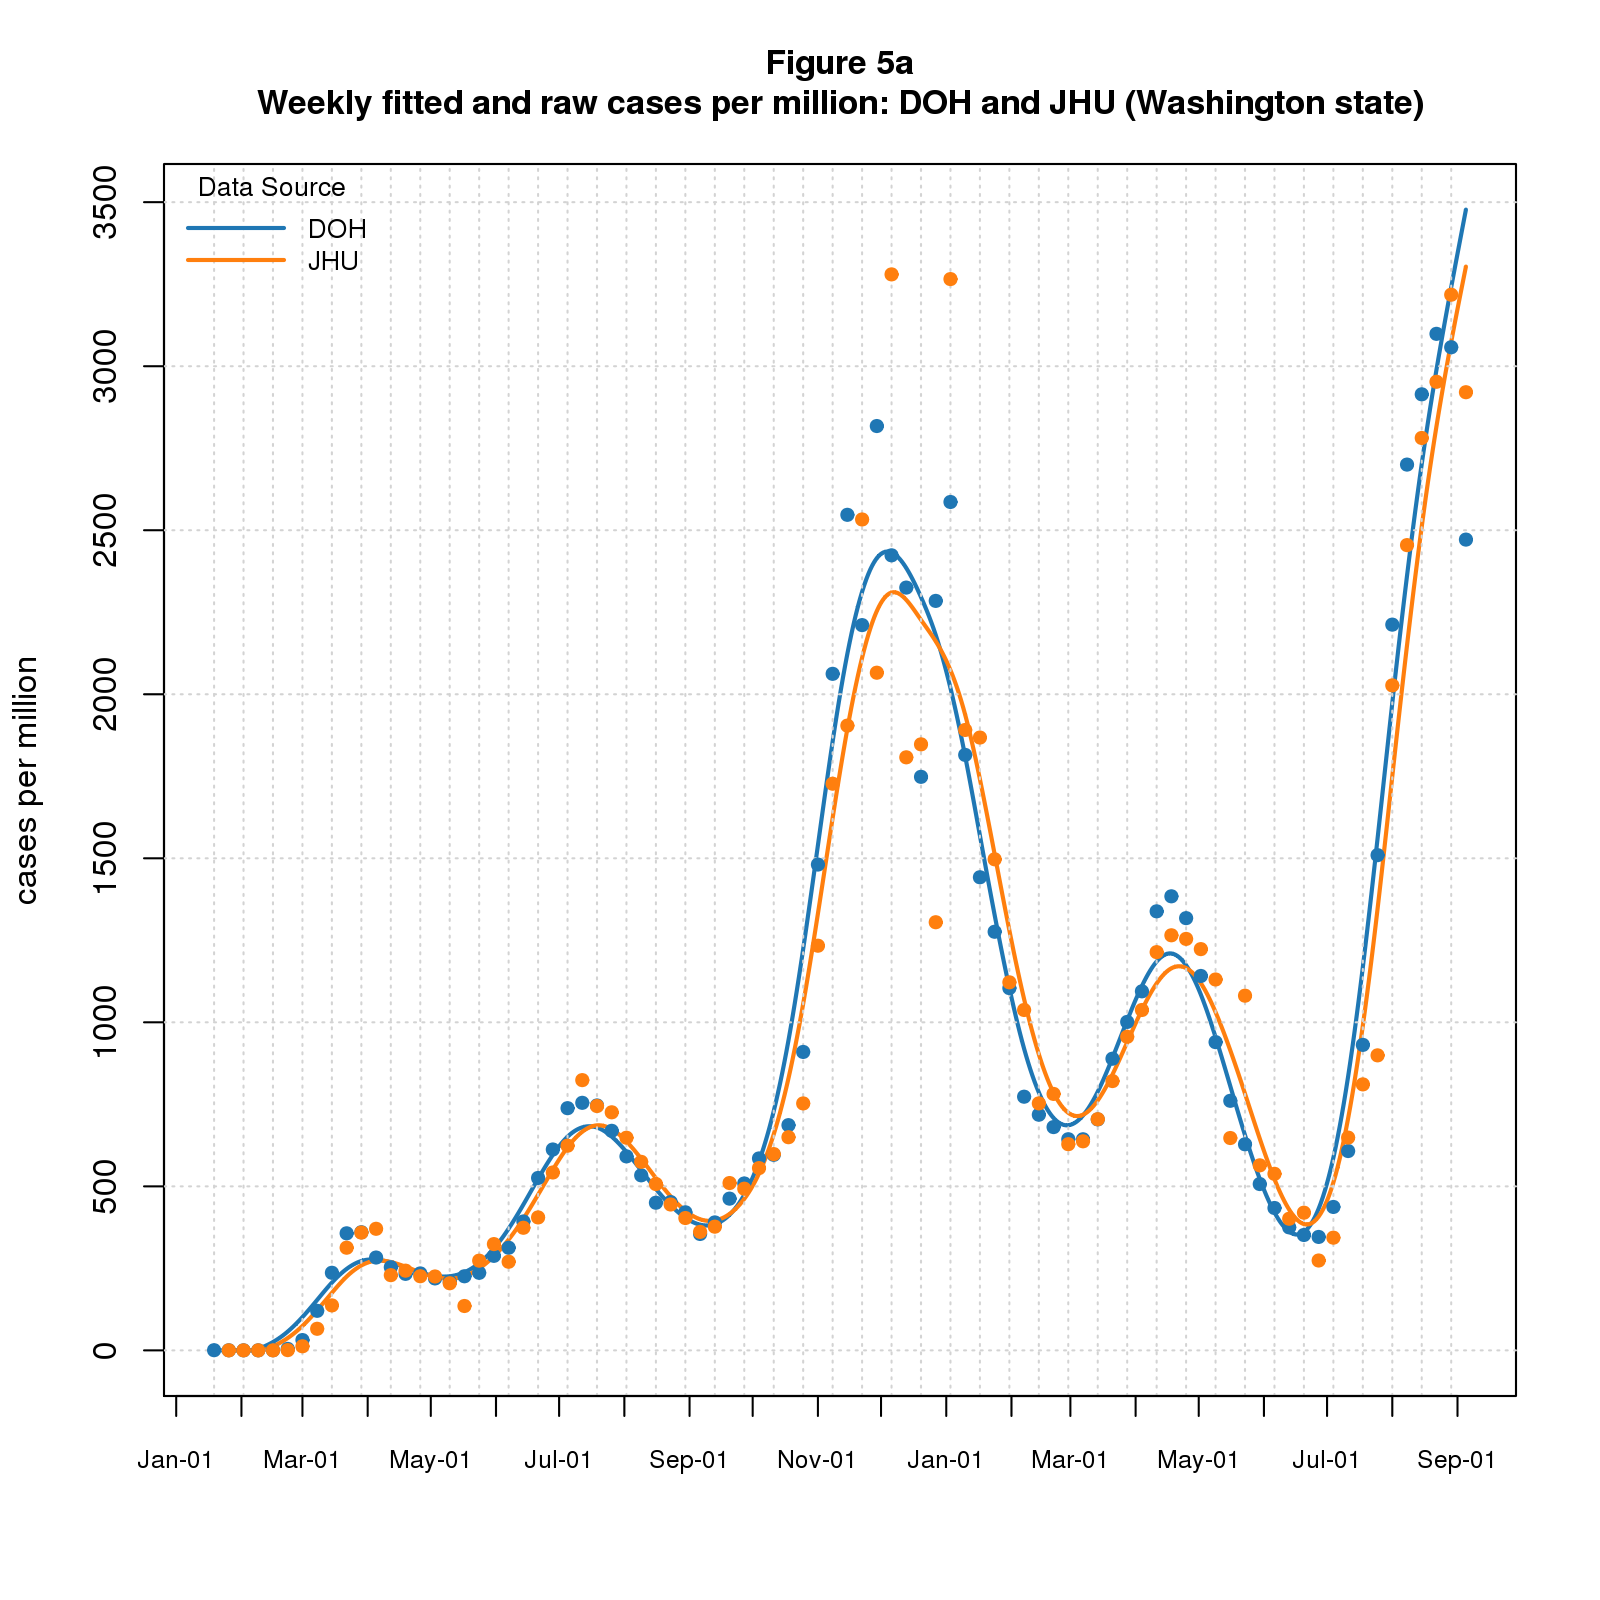 Figure 5a
Weekly fitted and raw cases per million: DOH and JHU (Washington state)
Data Source
DOH
JHU
3500
3000
2500
2000
1500
1000
500
0
cases per million
Jan-01 Mar-01 May-01 Jul-01 Sep-01 Nov-01 Jan-01 Mar-01 May-01 Jul-01 Sep-01